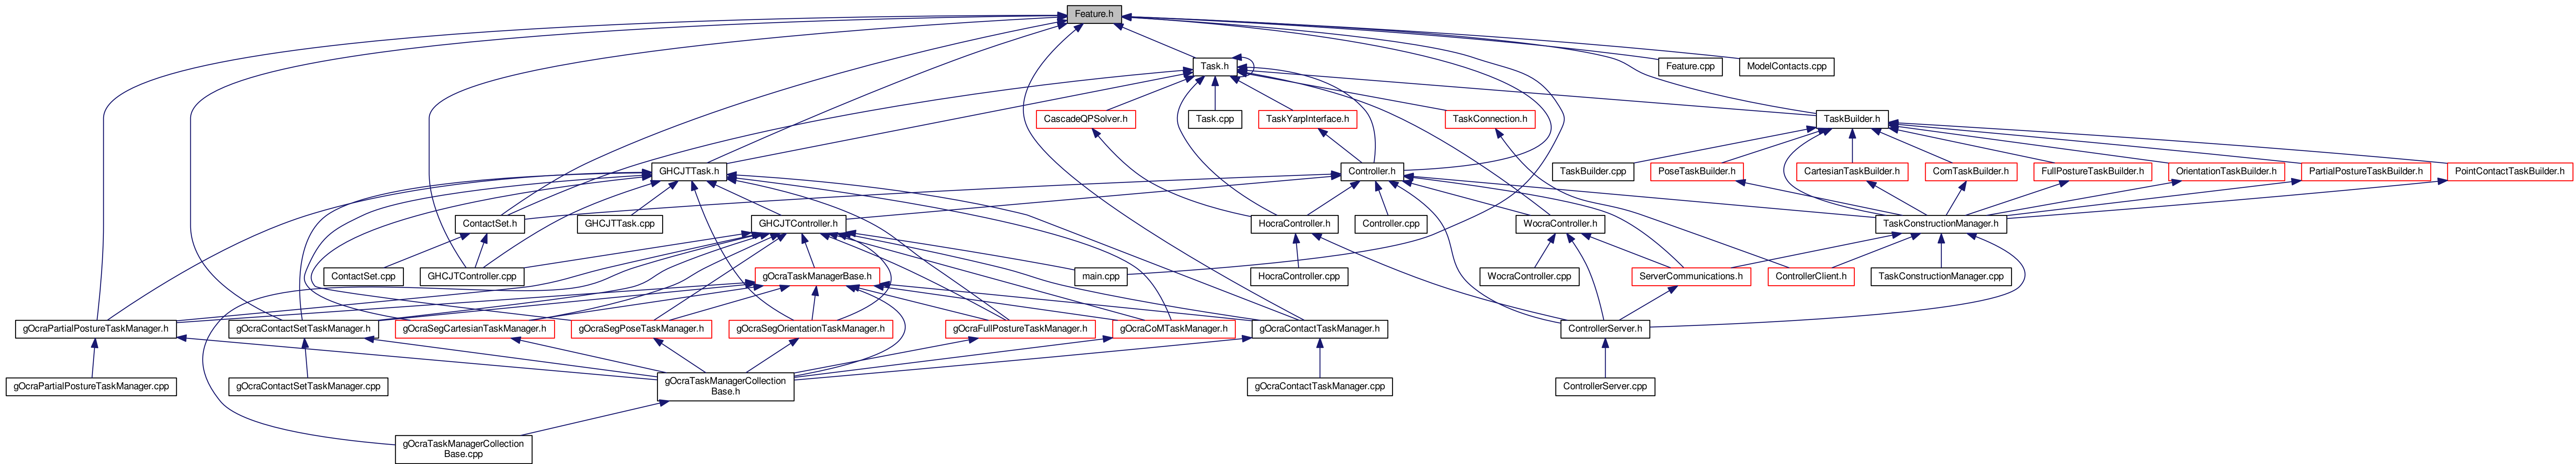 Feature.h
Task.h
Feature.cpp
ModelContacts.cpp
CascadeQPSolver.h
Task.cpp
TaskYarpInterface.h
TaskConnection.h
TaskBuilder.h
GHCJTTask.h
Controller.h
TaskBuilder.cpp
PoseTaskBuilder.h
CartesianTaskBuilder.h
ComTaskBuilder.h
FullPostureTaskBuilder.h
OrientationTaskBuilder.h
PartialPostureTaskBuilder.h
PointContactTaskBuilder.h
ContactSet.h
GHCJTTask.cpp
GHCJTController.h
HocraController.h
Controller.cpp
WocraController.h
TaskConstructionManager.h
ContactSet.cpp
GHCJTController.cpp
gOcraTaskManagerBase.h
main.cpp
HocraController.cpp
WocraController.cpp
ServerCommunications.h
ControllerClient.h
TaskConstructionManager.cpp
gOcraPartialPostureTaskManager.h
gOcraContactSetTaskManager.h
gOcraSegCartesianTaskManager.h
gOcraSegPoseTaskManager.h
gOcraSegOrientationTaskManager.h
gOcraFullPostureTaskManager.h
gOcraCoMTaskManager.h
gOcraContactTaskManager.h
ControllerServer.h
gOcraPartialPostureTaskManager.cpp
gOcraContactSetTaskManager.cpp
gOcraTaskManagerCollection
Base.h
gOcraContactTaskManager.cpp
ControllerServer.cpp
gOcraTaskManagerCollection
Base.cpp